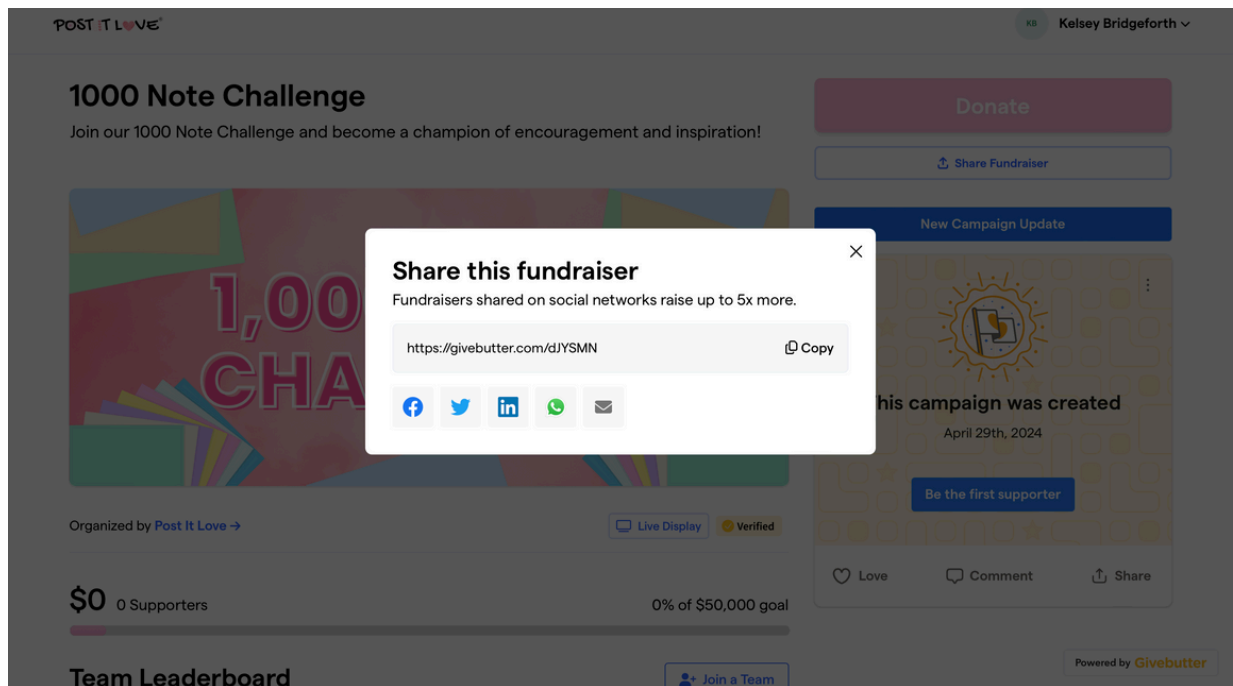 POST IT LOVE
KB Kelsey Bridgeforth
1000 Note Challenge
Join our 1000 Note Challenge and become a champion of encouragement and inspiration!
Donate
Share Fundraiser
New Campaign Update
1,00
CHA
Share this fundraiser
Fundraisers shared on social networks raise up to 5x more.
https://givebutter.com/dJYSMN
Copy
in
his campaign was created
April 29th, 2024
Be the first supporter
Organized by Post It Love →
Live Display
Verified
Love
Comment
Share
$0 0 Supporters
0% of $50,000 goal
Team Leaderboard
Join a Team
Powered by Givebutter